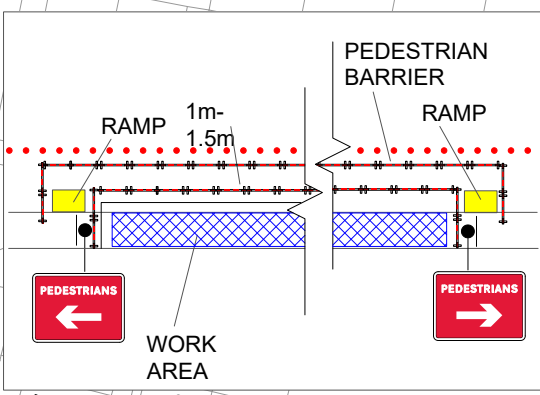 PEDESTRIAN
BARRIER
RAMP
1m-
1.5m
RAMP
PEDESTRIANS
PEDESTRIANS
WORK
AREA